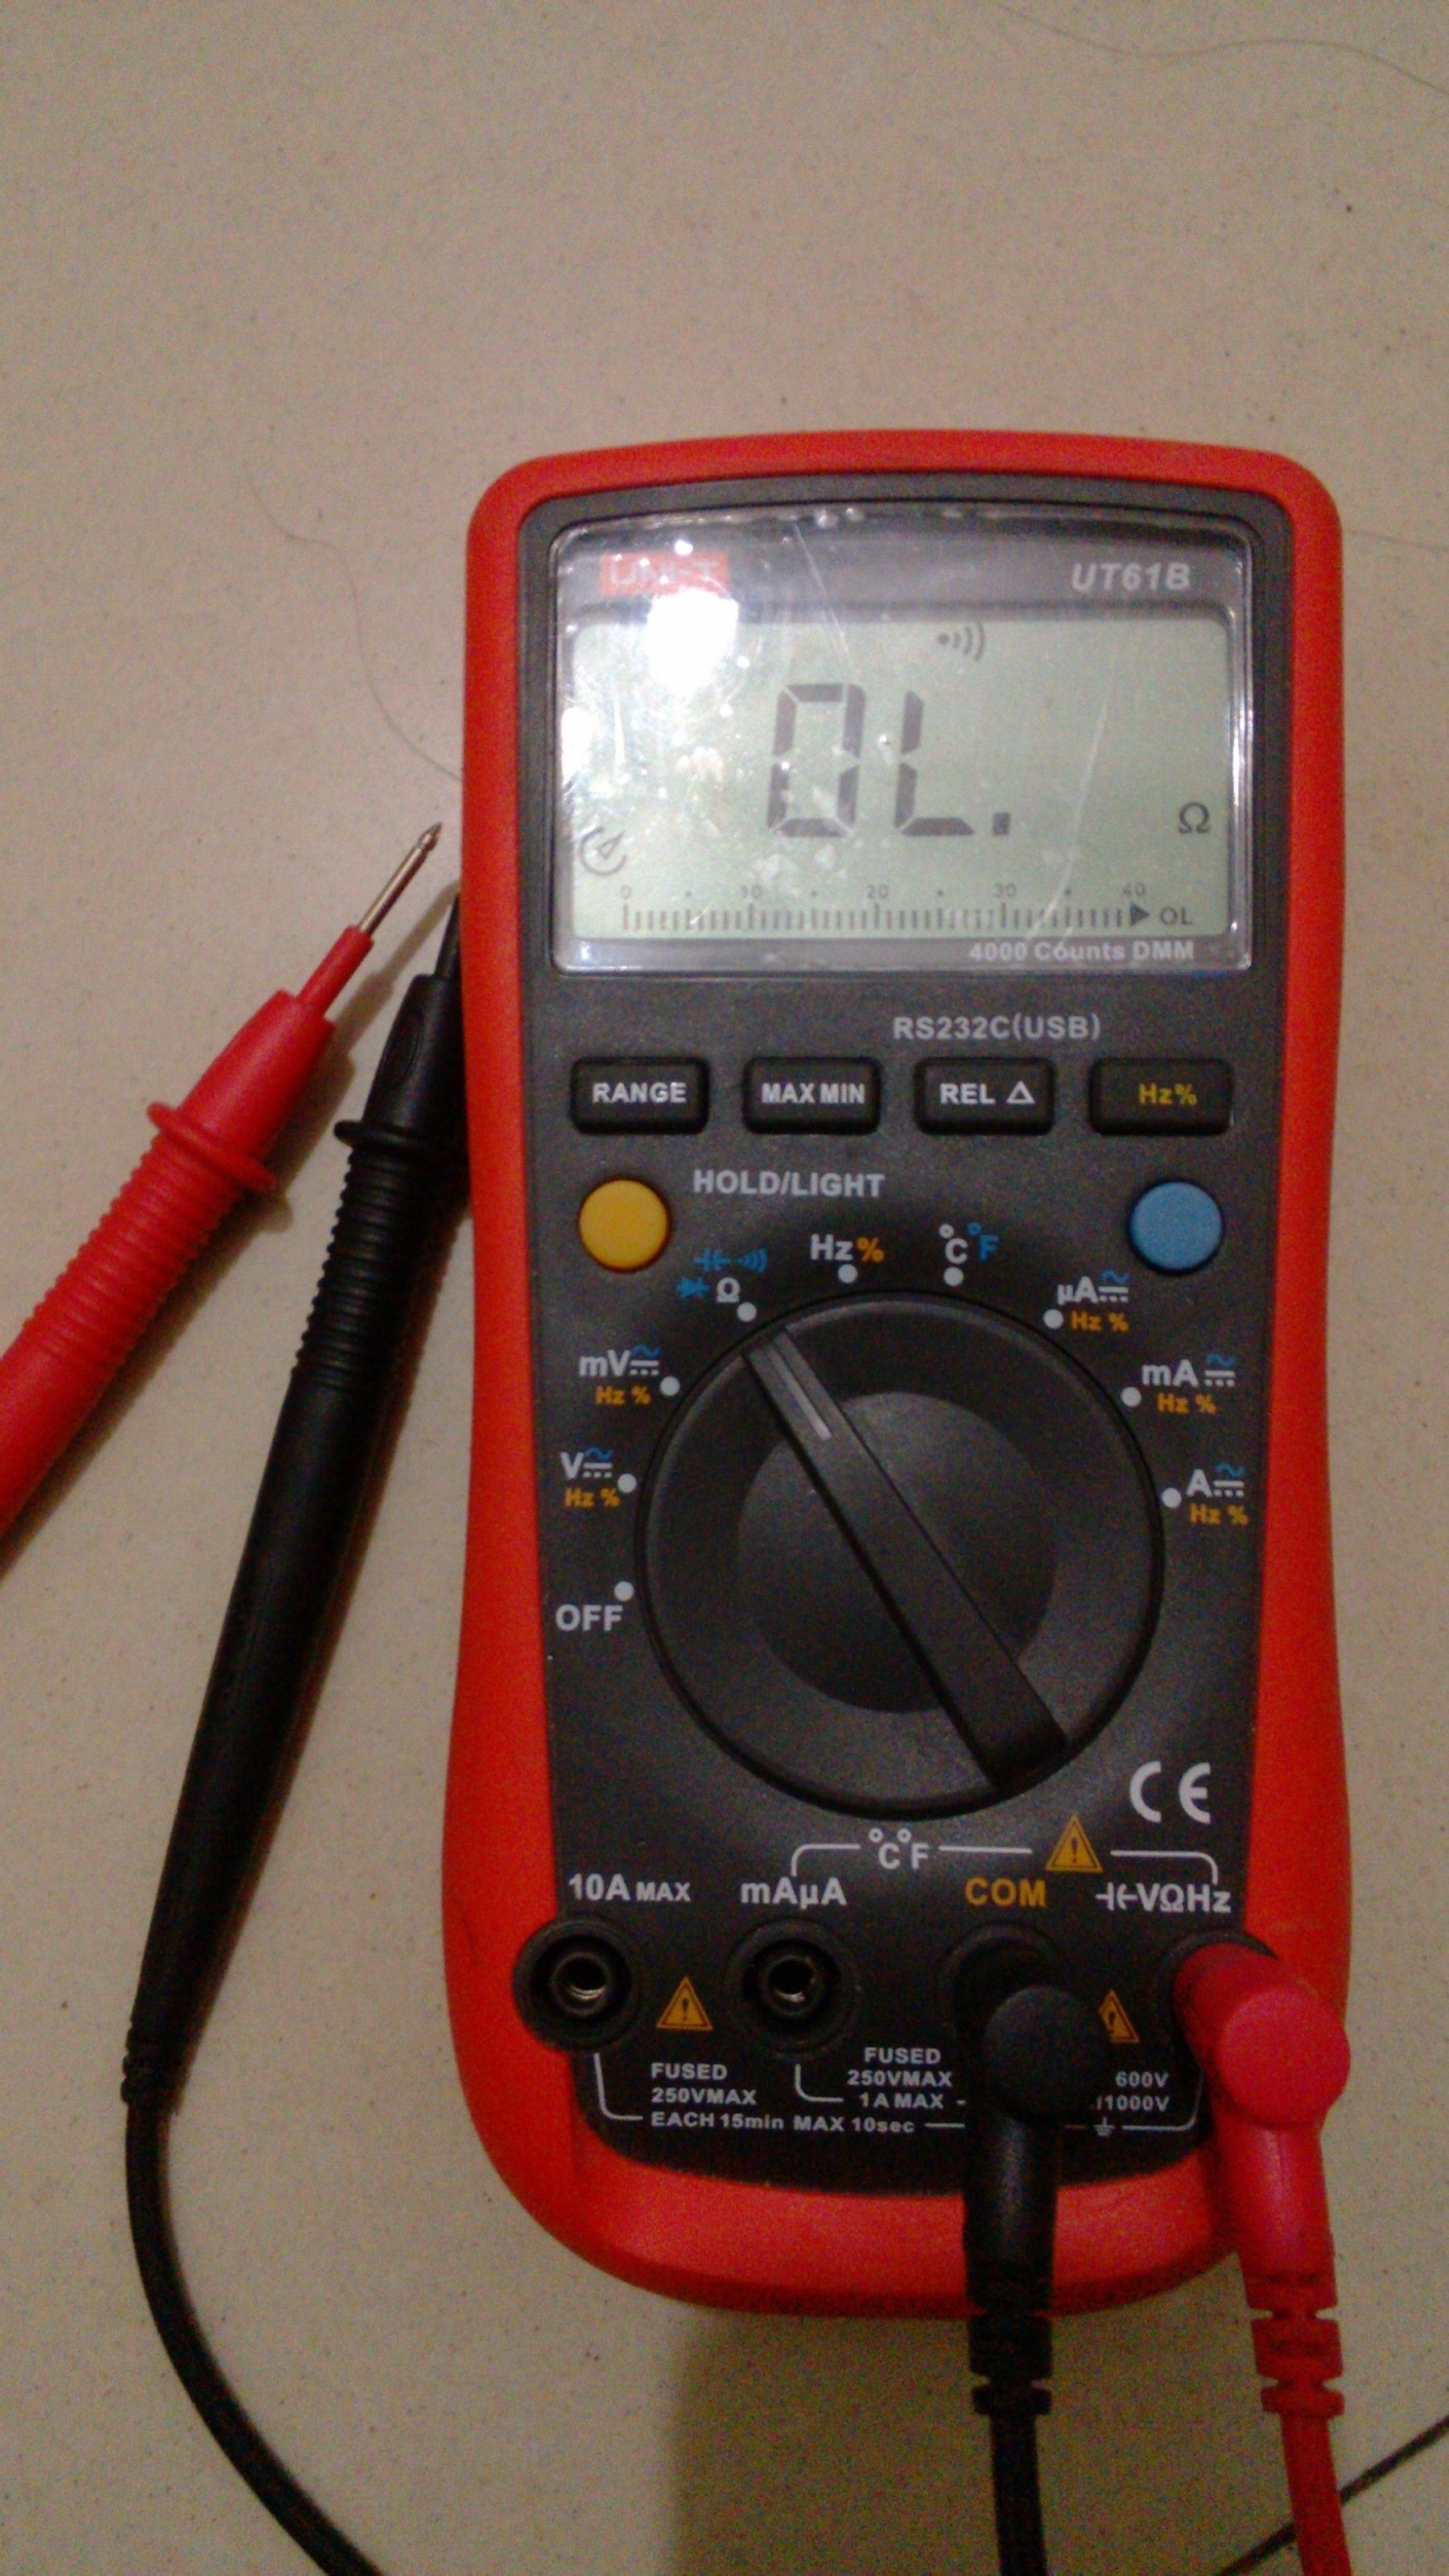 UNI-T
UT61B
OL.
Ω
0 10 20 30 40
OL
4000 Counts DMM
RS232C(USB)
RANGE MAX MIN REL Δ Hz%
HOLD/LIGHT
Ω
Hz%
°C °F
µA
Hz %
mV
Hz %
mA
Hz %
V
Hz %
A
Hz %
OFF
CE
°C°F
10A MAX
mAµA
COM
VΩHz
FUSED
250VMAX
FUSED
250VMAX
1A MAX
EACH 15min MAX 10sec
600V
1000V